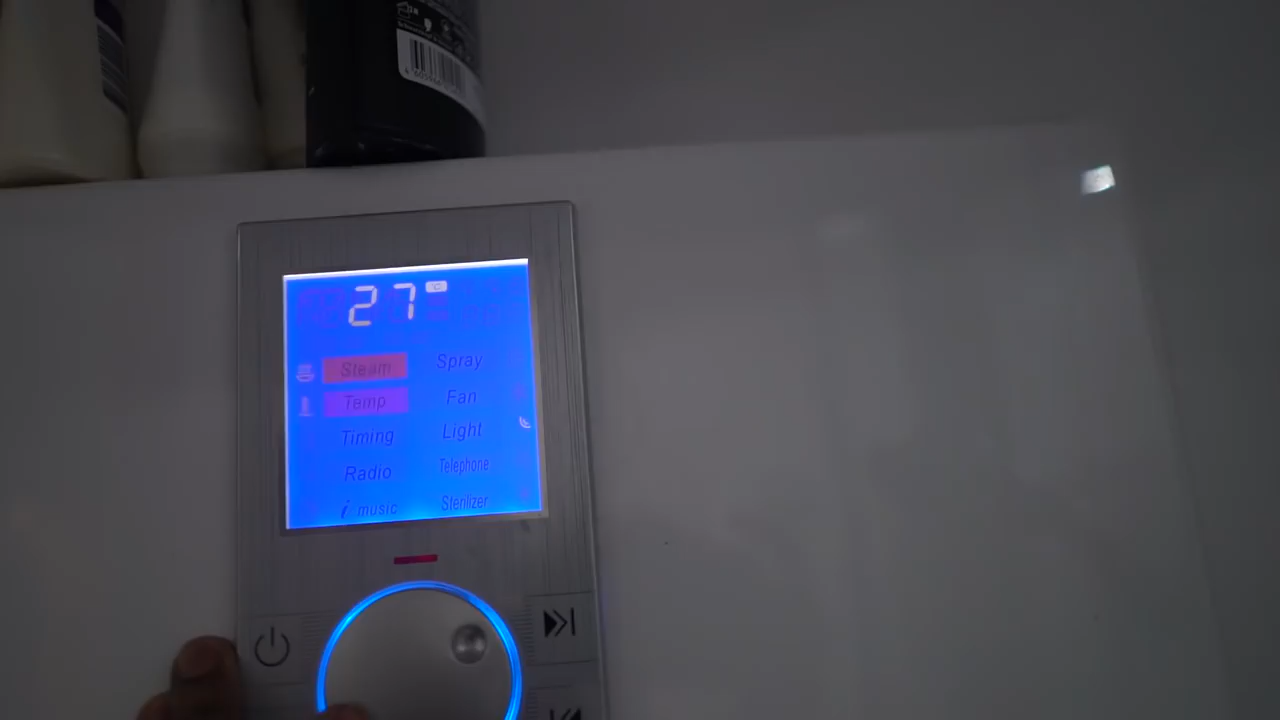 27 °C
Steam
Spray
Temp
Fan
Timing
Light
Radio
Telephone
i music
Sterilizer